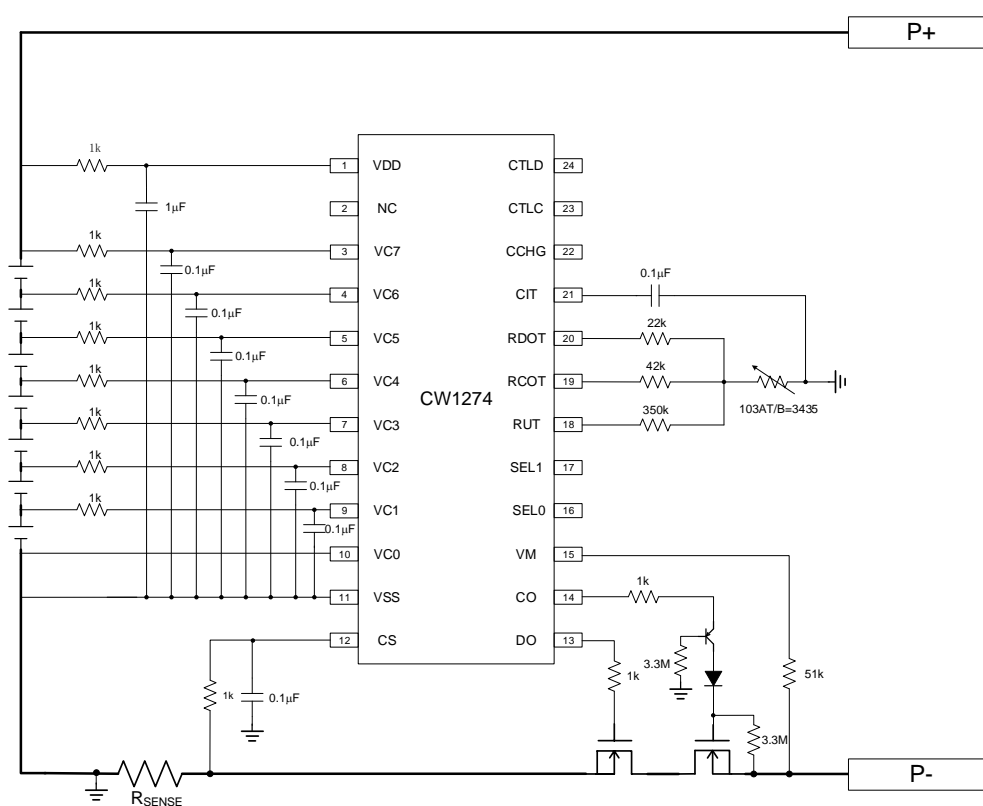 P+
1k
1 VDD CTLD 24
1µF
2 NC CTLC 23
1k
3 VC7 CCHG 22
0.1µF
0.1µF
1k
4 VC6 CIT 21
0.1µF
22k
1k
5 VC5 RDOT 20
0.1µF
42k
1k
6 VC4 RCOT 19
CW1274
0.1µF
103AT/B=3435
350k
1k
7 VC3 RUT 18
0.1µF
1k
8 VC2 SEL1 17
0.1µF
1k
9 VC1 SEL0 16
0.1µF
10 VC0 VM 15
1k
11 VSS CO 14
12 CS DO 13
3.3M
1k
51k
1k
0.1µF
3.3M
P-
RSENSE